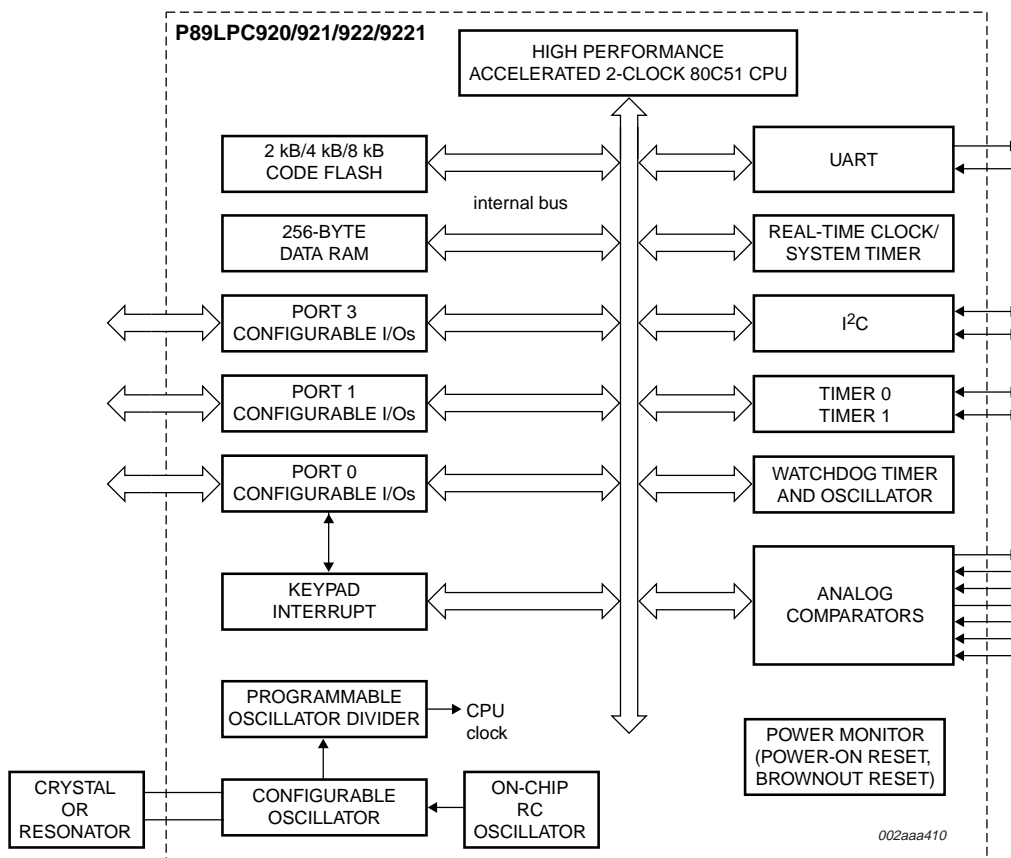 P89LPC920/921/922/9221
HIGH PERFORMANCE
ACCELERATED 2-CLOCK 80C51 CPU
2 kB/4 kB/8 kB
CODE FLASH
UART
internal bus
256-BYTE
DATA RAM
REAL-TIME CLOCK/
SYSTEM TIMER
PORT 3
CONFIGURABLE I/Os
I²C
PORT 1
CONFIGURABLE I/Os
TIMER 0
TIMER 1
PORT 0
CONFIGURABLE I/Os
WATCHDOG TIMER
AND OSCILLATOR
KEYPAD
INTERRUPT
ANALOG
COMPARATORS
PROGRAMMABLE
OSCILLATOR DIVIDER
CPU
clock
POWER MONITOR
(POWER-ON RESET,
BROWNOUT RESET)
CRYSTAL
OR
RESONATOR
CONFIGURABLE
OSCILLATOR
ON-CHIP
RC
OSCILLATOR
002aaa410